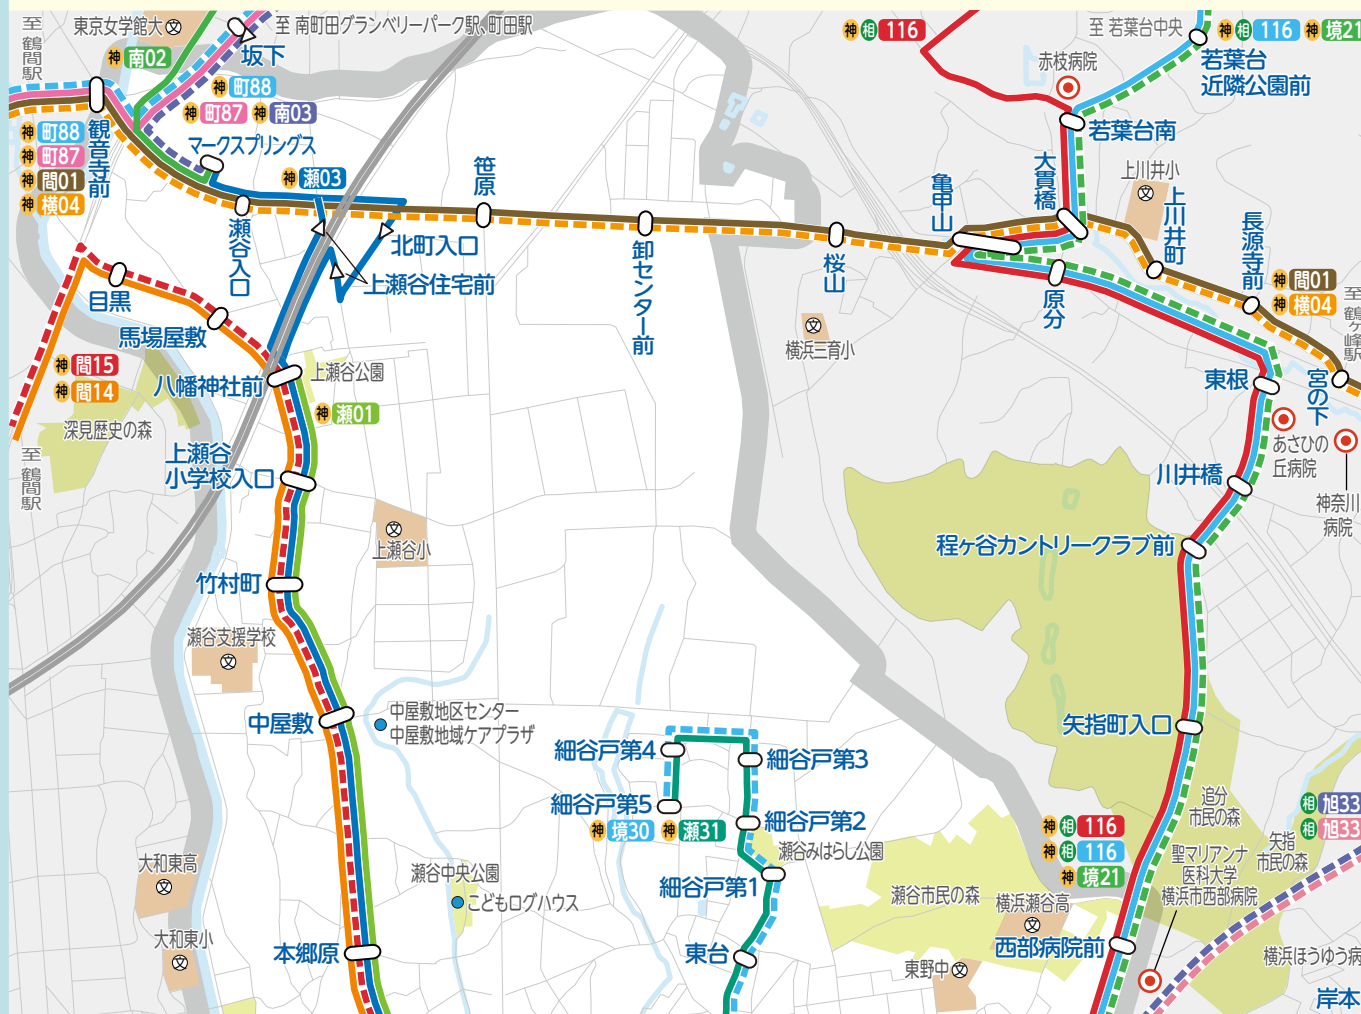 至 鶴間駅
東京女学館大 文
至 南町田グランベリーパーク駅、町田駅
坂下
神 南02
神 町88
神 町87 神 南03
マークスプリングス
神 瀬03
観音寺前
神 町88
神 町87
神 間01
神 横04
瀬谷入口
笹原
北町入口
上瀬谷住宅前
卸センター前
桜山
亀甲山
大貫橋
原分
神 相 116
至 若葉台中央
神 相 116 神 境21
若葉台
近隣公園前
赤枝病院
若葉台南
上川井小
文
上川井町
長源寺前
神 間01
神 横04
至 鶴ヶ峰駅
宮の下
東根
あさひの
丘病院
神奈川
病院
川井橋
程ヶ谷カントリークラブ前
文
横浜三育小
目黒
馬場屋敷
神 間15
神 間14
八幡神社前
上瀬谷公園
神 瀬01
深見歴史の森
至 鶴間駅
上瀬谷
小学校入口
文
上瀬谷小
竹村町
瀬谷支援学校
文
中屋敷
中屋敷地区センター
中屋敷地域ケアプラザ
細谷戸第4
細谷戸第3
細谷戸第5
細谷戸第2
神 境30 神 瀬31
瀬谷みはらし公園
細谷戸第1
東台
矢指町入口
追分
市民の森
相 旭33
相 旭33
矢指
市民の森
神 相 116
神 相 116
神 境21
聖マリアンナ
医科大学
横浜市西部病院
瀬谷市民の森
横浜瀬谷高
文
西部病院前
東野中 文
横浜ほうゆう病
岸本
大和東高
文
大和東小
文
瀬谷中央公園
こどもログハウス
本郷原